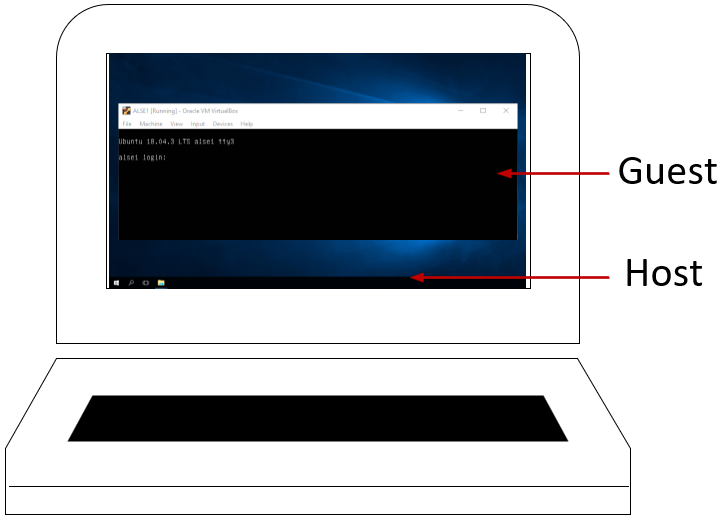 ALSE1 [Running] - Oracle VM VirtualBox
File Machine View Input Devices Help
Ubuntu 18.04.3 LTS alse1 tty3
alse1 login:
Guest
Host